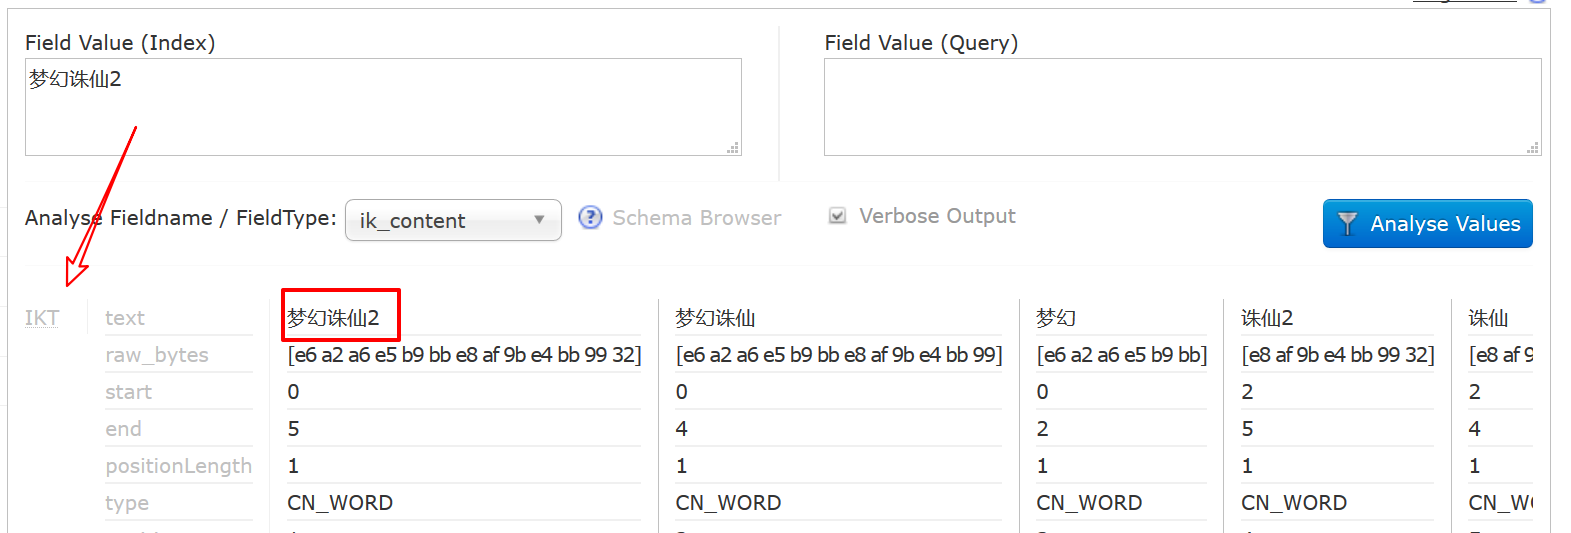 Field Value (Index) Field Value (Query)
梦幻诛仙2
Analyse Fieldname / FieldType: ik_content Schema Browser Verbose Output Analyse Values
IKT text 梦幻诛仙2 梦幻诛仙 梦幻 诛仙2 诛仙
raw_bytes [e6 a2 a6 e5 b9 bb e8 af 9b e4 bb 99 32] [e6 a2 a6 e5 b9 bb e8 af 9b e4 bb 99] [e6 a2 a6 e5 b9 bb] [e8 af 9b e4 bb 99 32] [e8 af 9
start 0 0 0 2 2
end 5 4 2 5 4
positionLength 1 1 1 1 1
type CN_WORD CN_WORD CN_WORD CN_WORD CN_W